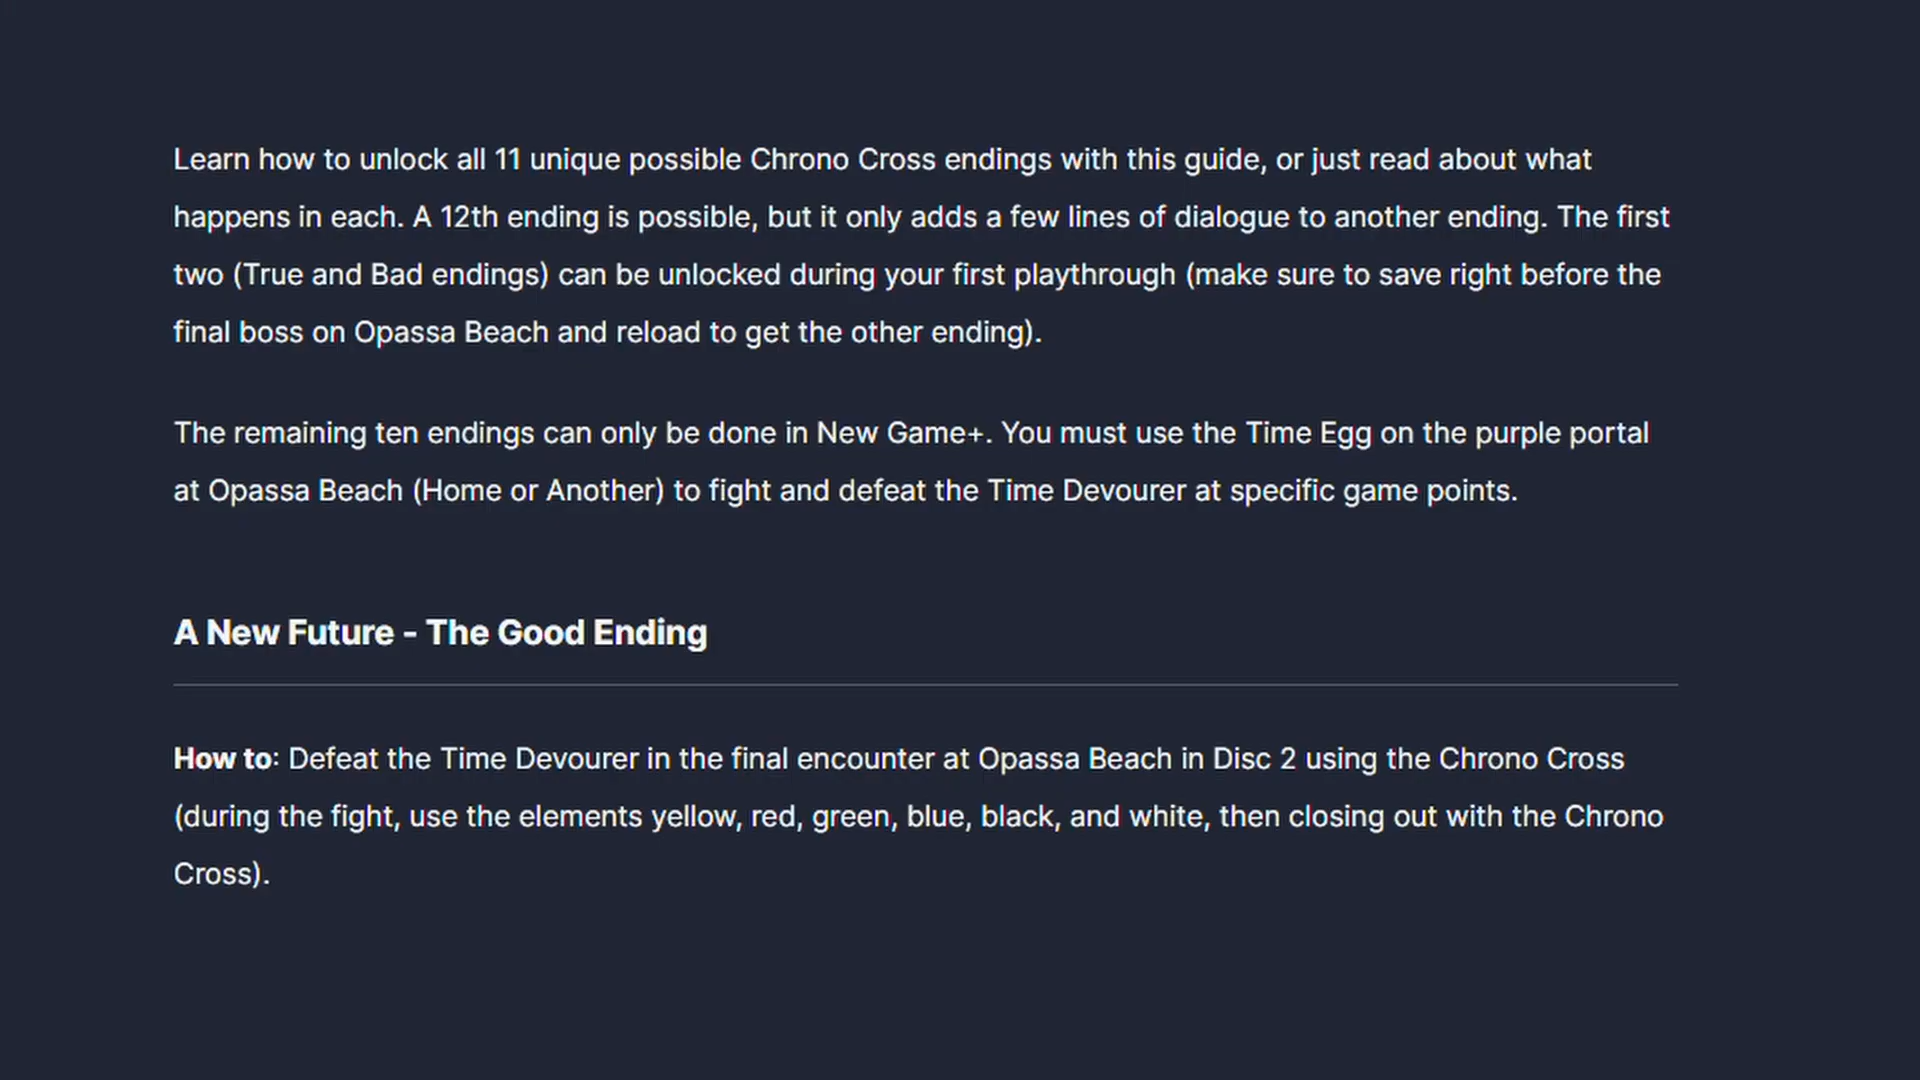 Learn how to unlock all 11 unique possible Chrono Cross endings with this guide, or just read about what
happens in each. A 12th ending is possible, but it only adds a few lines of dialogue to another ending. The first
two (True and Bad endings) can be unlocked during your first playthrough (make sure to save right before the
final boss on Opassa Beach and reload to get the other ending).
The remaining ten endings can only be done in New Game+. You must use the Time Egg on the purple portal
at Opassa Beach (Home or Another) to fight and defeat the Time Devourer at specific game points.
A New Future - The Good Ending
How to: Defeat the Time Devourer in the final encounter at Opassa Beach in Disc 2 using the Chrono Cross
(during the fight, use the elements yellow, red, green, blue, black, and white, then closing out with the Chrono
Cross).